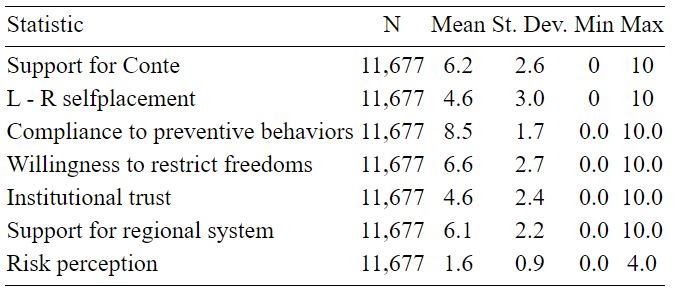 Statistic N Mean St. Dev. Min Max
Support for Conte 11,677 6.2 2.6 0 10
L - R selfplacement 11,677 4.6 3.0 0 10
Compliance to preventive behaviors 11,677 8.5 1.7 0.0 10.0
Willingness to restrict freedoms 11,677 6.6 2.7 0.0 10.0
Institutional trust 11,677 4.6 2.4 0.0 10.0
Support for regional system 11,677 6.1 2.2 0.0 10.0
Risk perception 11,677 1.6 0.9 0.0 4.0